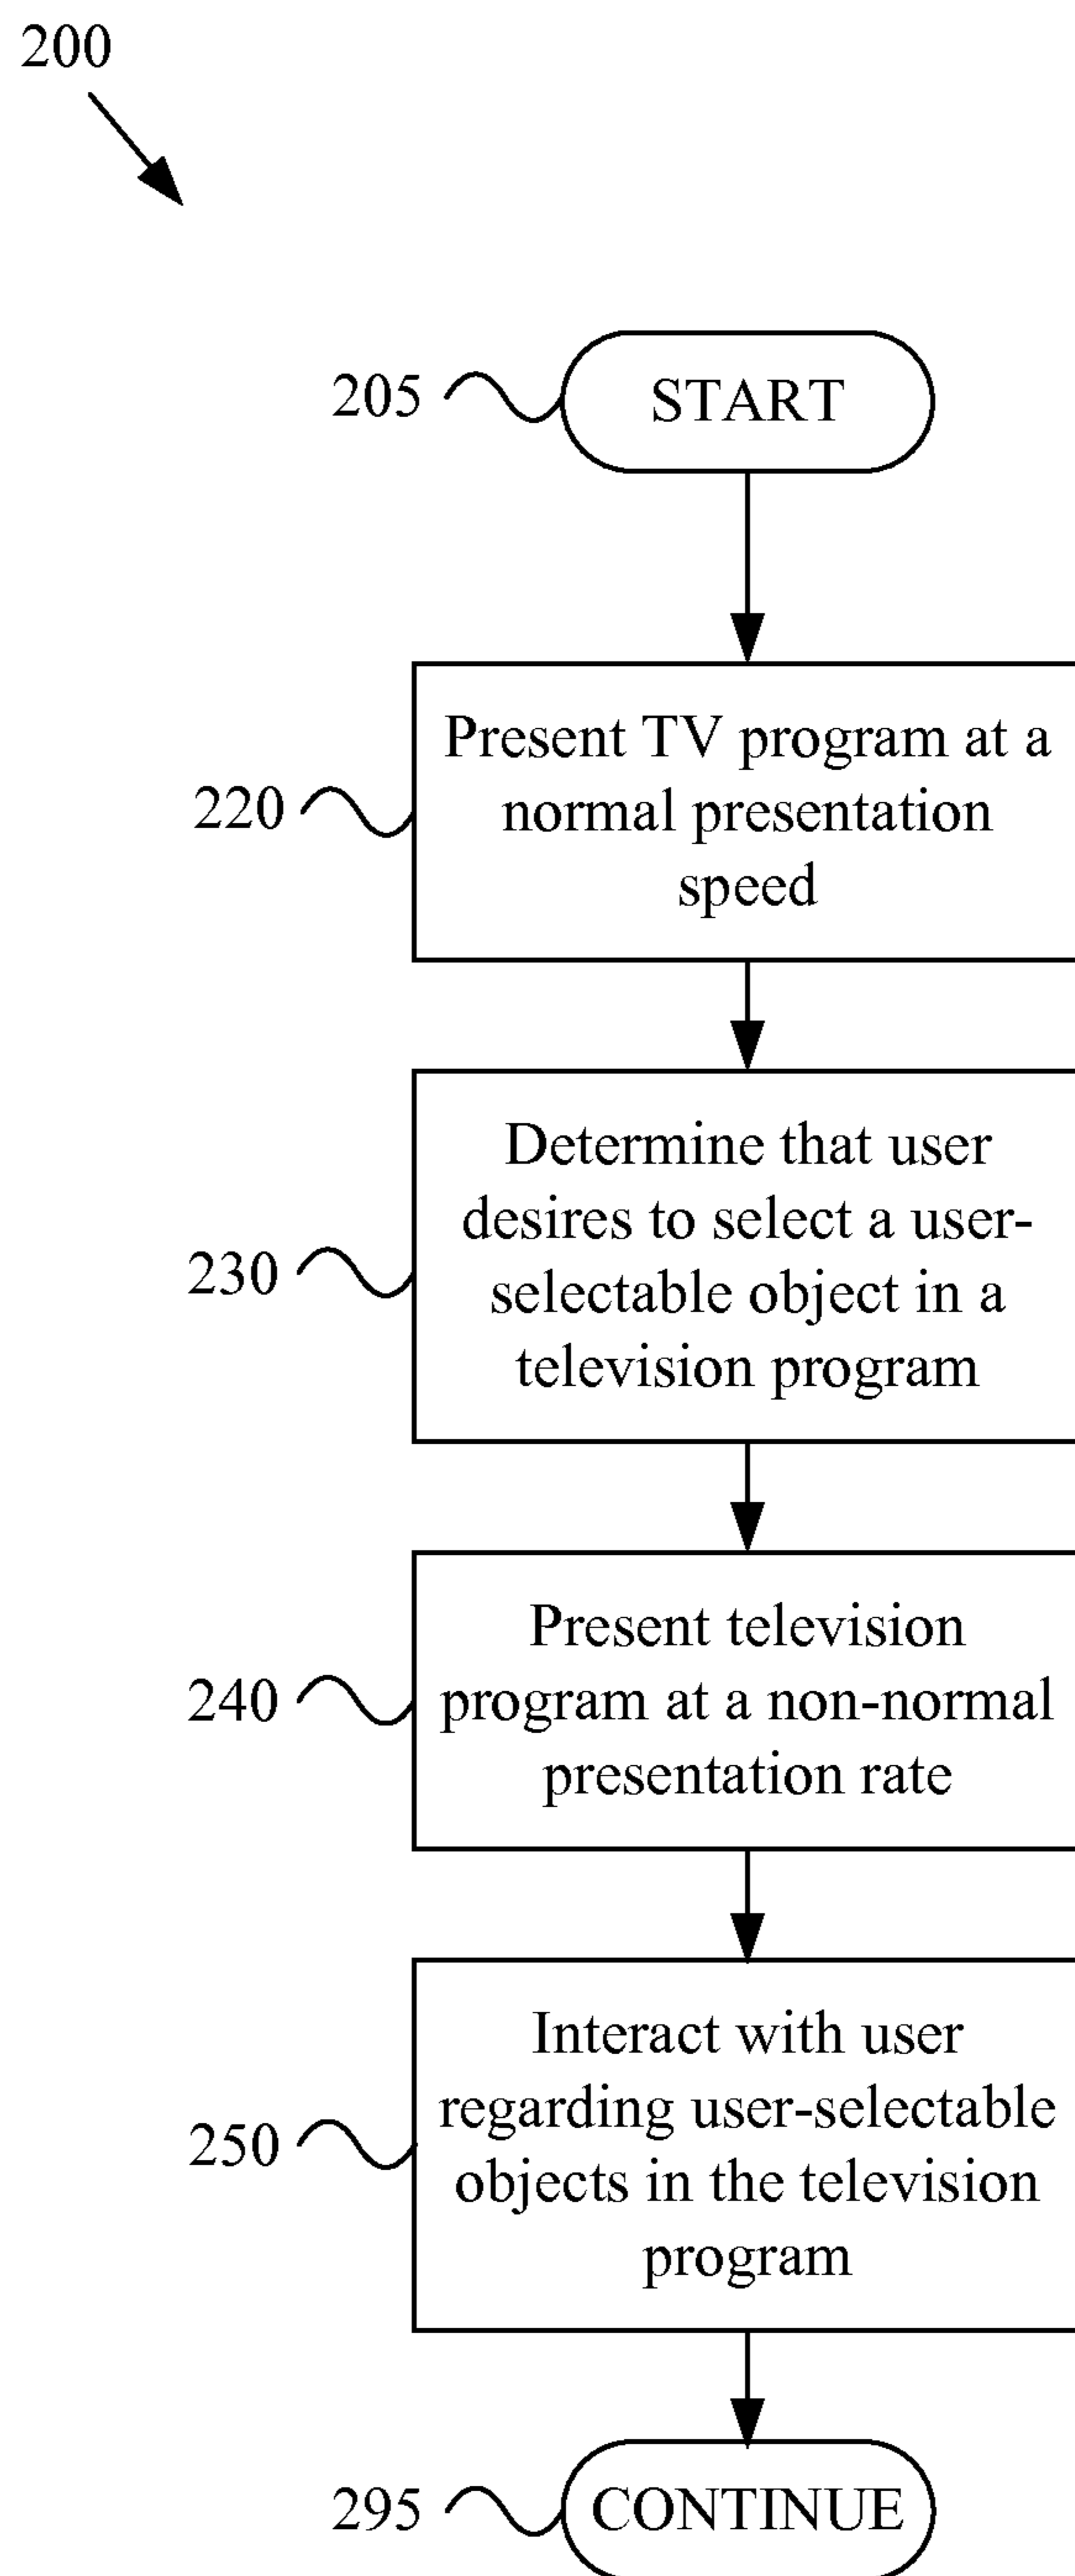 200
205
START
220
Present TV program at a
normal presentation
speed
230
Determine that user
desires to select a user-
selectable object in a
television program
240
Present television
program at a non-normal
presentation rate
250
Interact with user
regarding user-selectable
objects in the television
program
295
CONTINUE